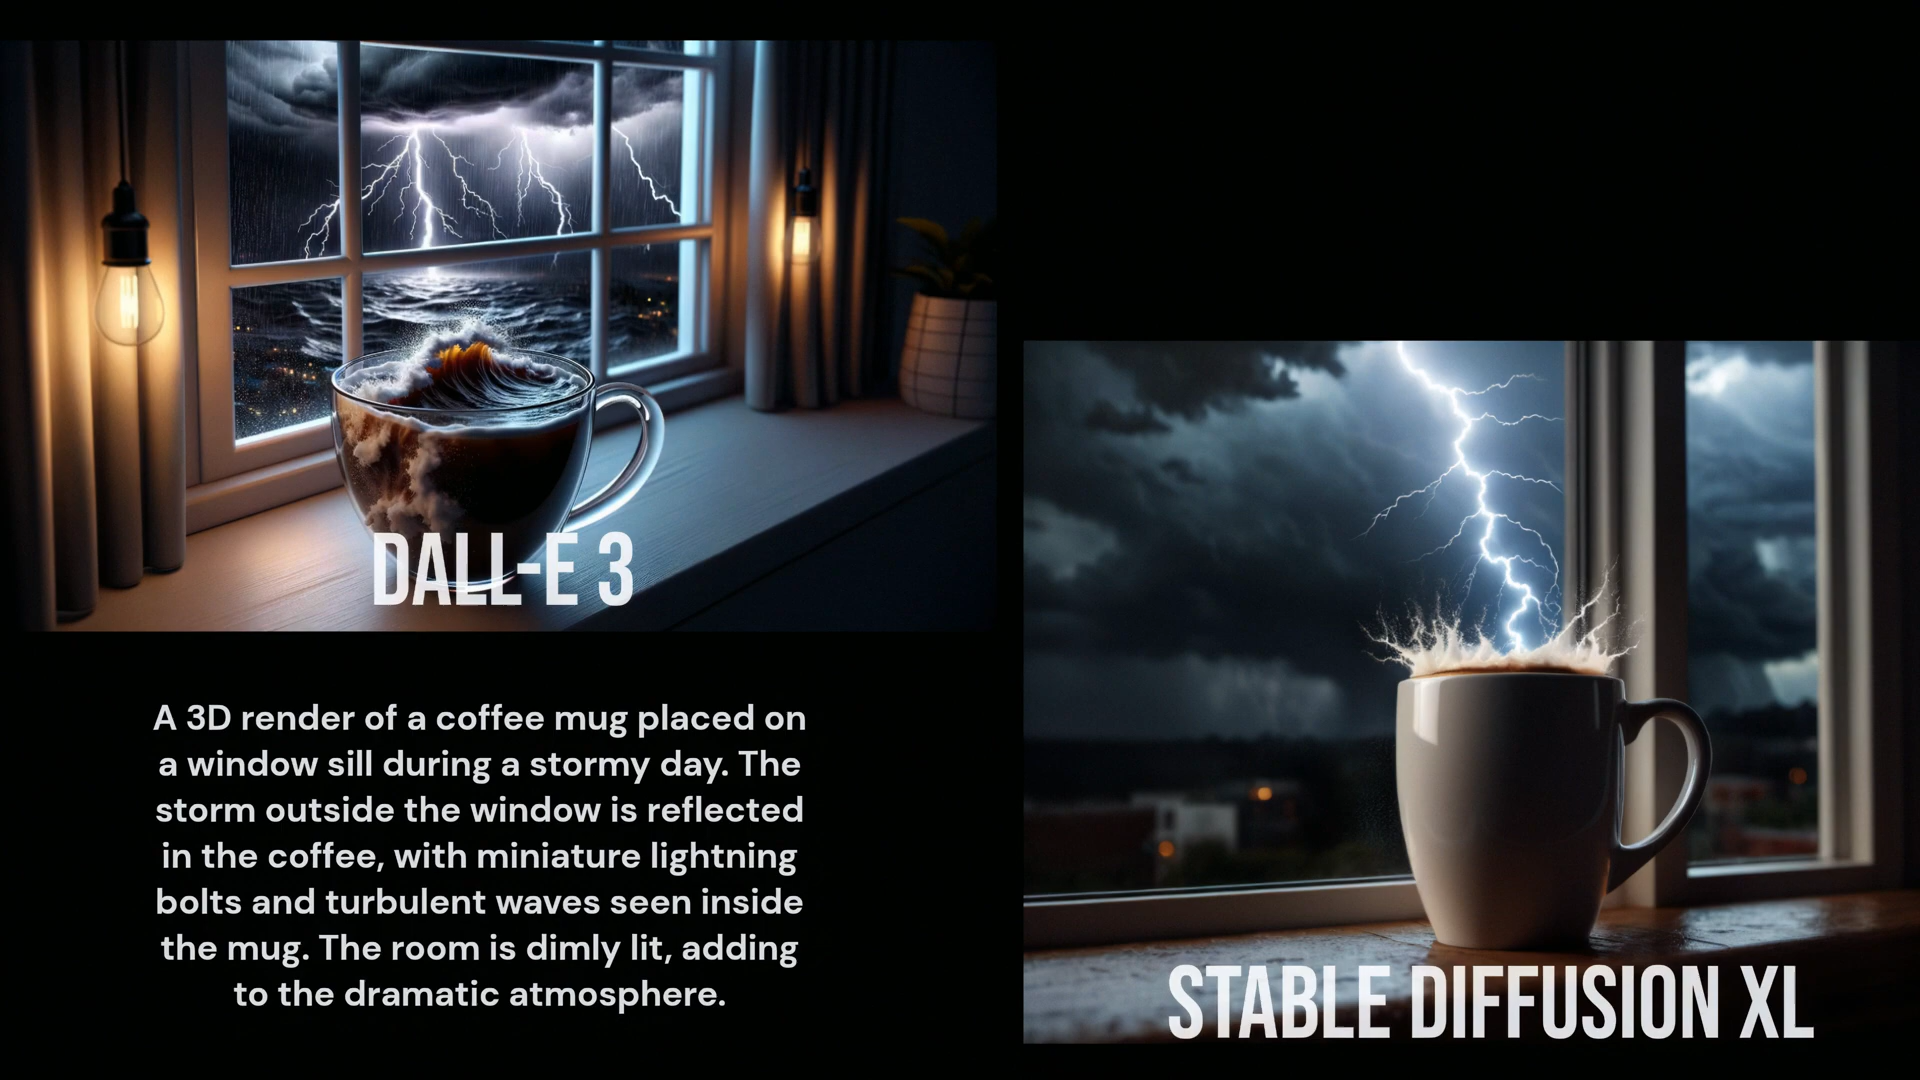 DALL-E 3
A 3D render of a coffee mug placed on
a window sill during a stormy day. The
storm outside the window is reflected
in the coffee, with miniature lightning
bolts and turbulent waves seen inside
the mug. The room is dimly lit, adding
to the dramatic atmosphere.
STABLE DIFFUSION XL